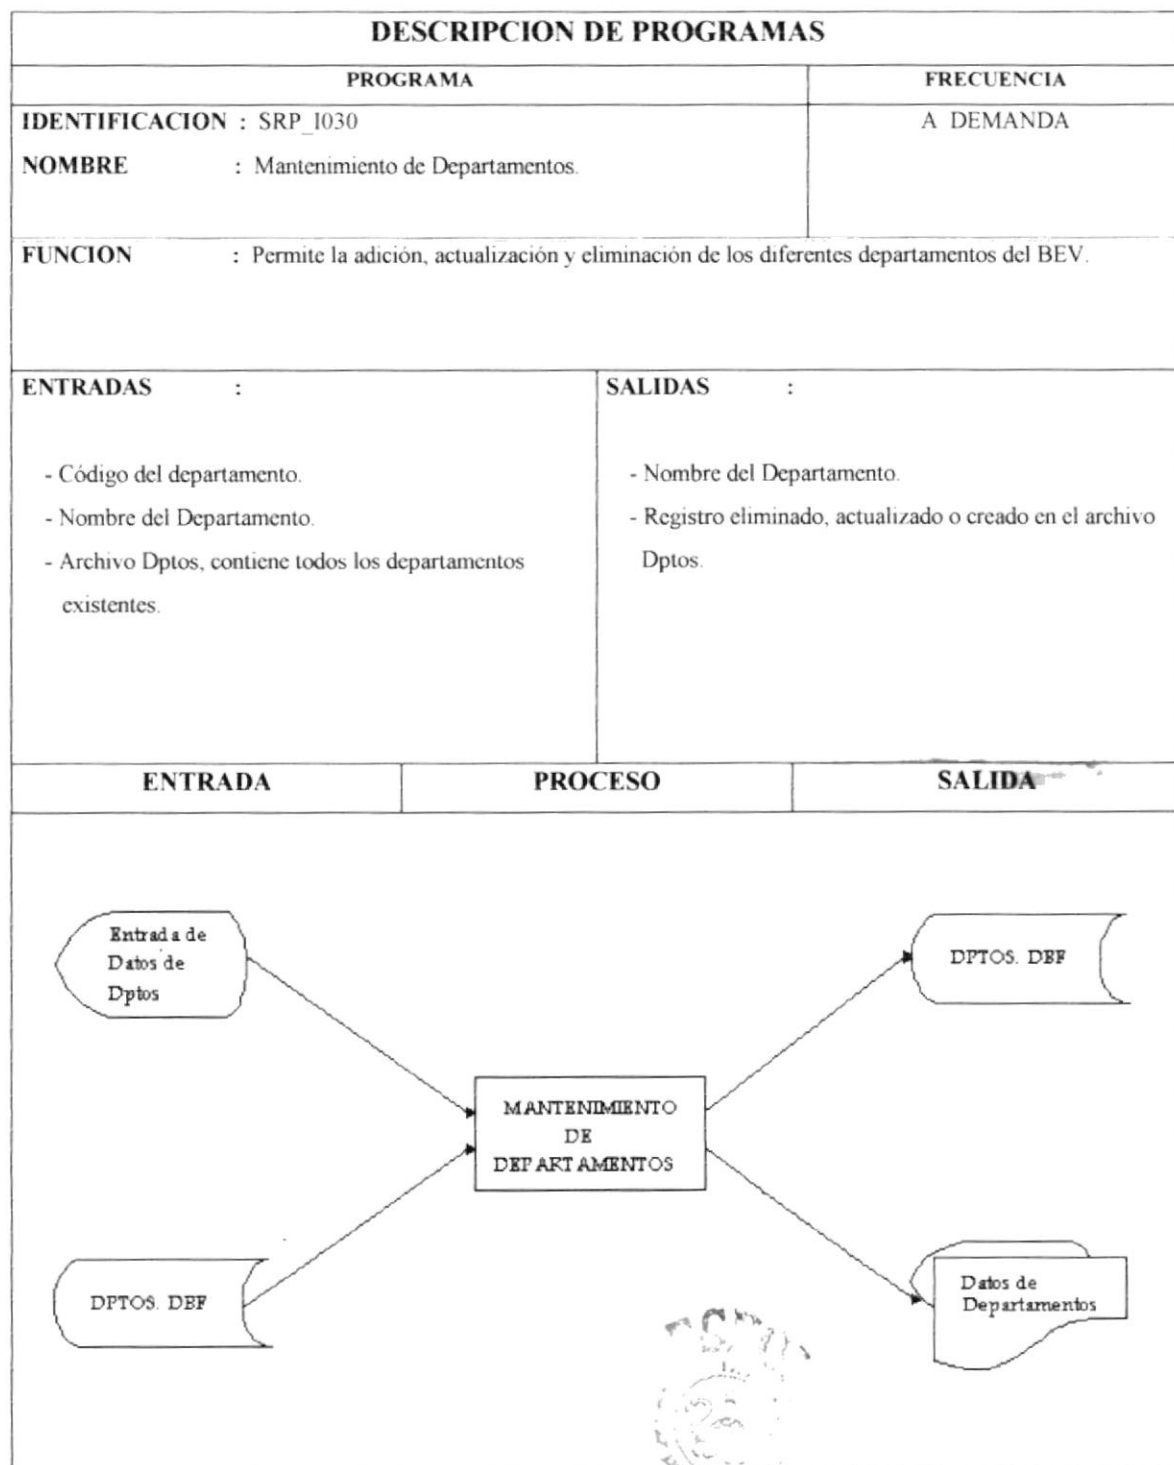 DESCRIPCION DE PROGRAMAS
PROGRAMA
FRECUENCIA
IDENTIFICACION : SRP_I030
A DEMANDA
NOMBRE : Mantenimiento de Departamentos.
FUNCION : Permite la adición, actualización y eliminación de los diferentes departamentos del BEV.
ENTRADAS :
- Código del departamento.
- Nombre del Departamento.
- Archivo Dptos, contiene todos los departamentos
existentes.
SALIDAS :
- Nombre del Departamento.
- Registro eliminado, actualizado o creado en el archivo
Dptos.
ENTRADA
PROCESO
SALIDA
Entrada de
Datos de
Dptos
DPTOS. DBF
MANTENIMIENTO
DE
DEPARTAMENTOS
DPTOS. DBF
Datos de
Departamentos